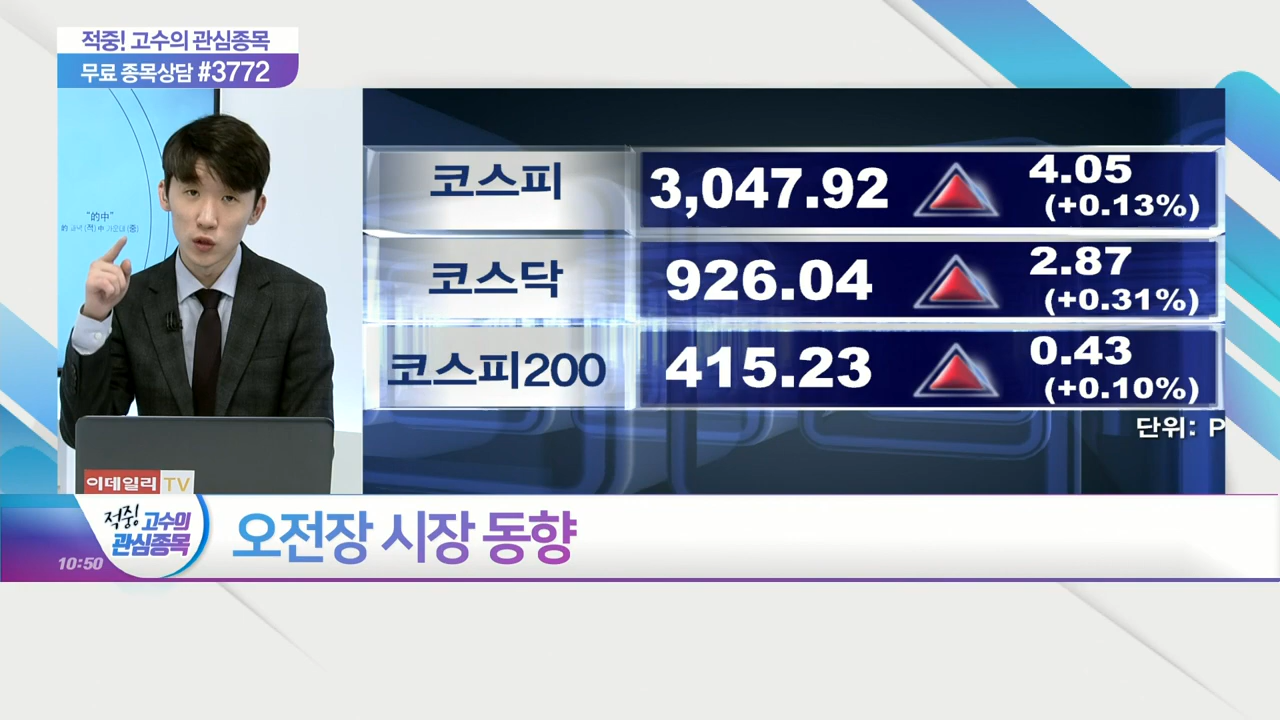 적중! 고수의 관심종목
무료 종목상담 #3772
"的中"
코스피 3,047.92 4.05
(+0.13%)
코스닥 926.04 2.87
(+0.31%)
코스피200 415.23 0.43
(+0.10%)
단위: P
이데일리 TV
적중! 고수의
관심종목
10:50
오전장 시장 동향